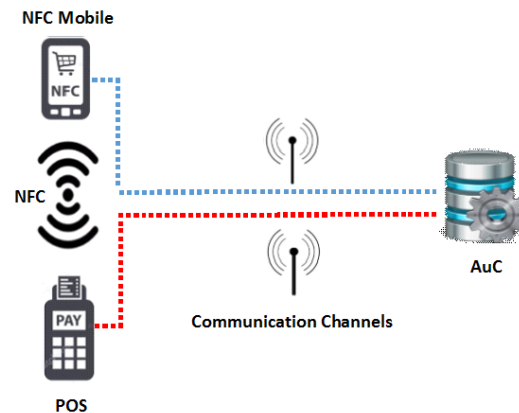 NFC Mobile
NFC
NFC
PAY
POS
Communication Channels
AuC